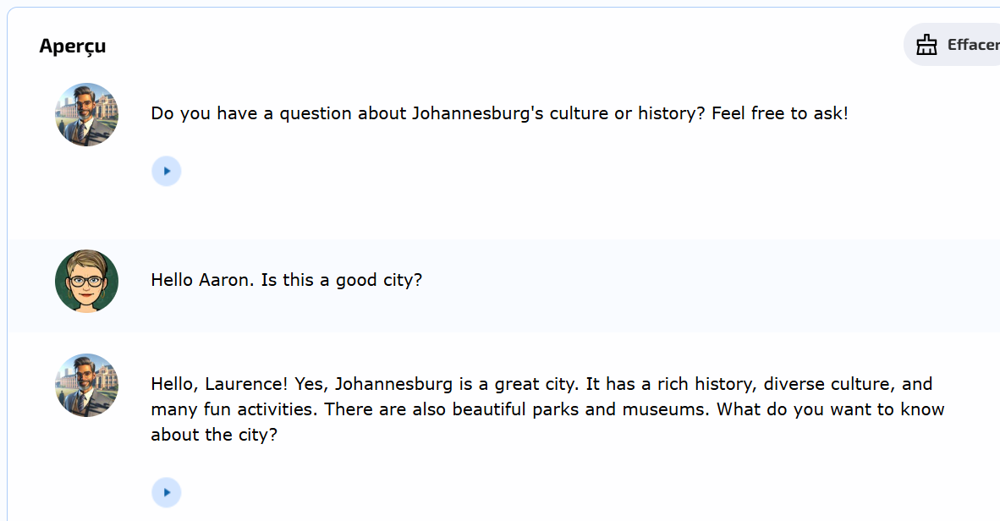 Aperçu
Effacer
Do you have a question about Johannesburg's culture or history? Feel free to ask!
Hello Aaron. Is this a good city?
Hello, Laurence! Yes, Johannesburg is a great city. It has a rich history, diverse culture, and
many fun activities. There are also beautiful parks and museums. What do you want to know
about the city?